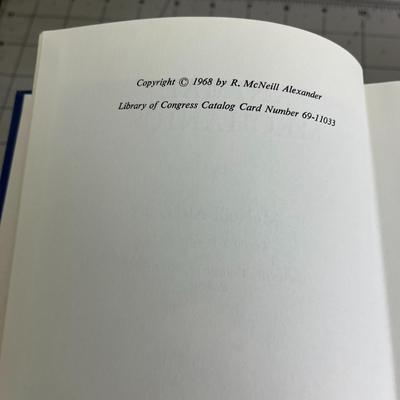 Copyright © 1968 by R. McNeill Alexander
Library of Congress Catalog Card Number 69-11033